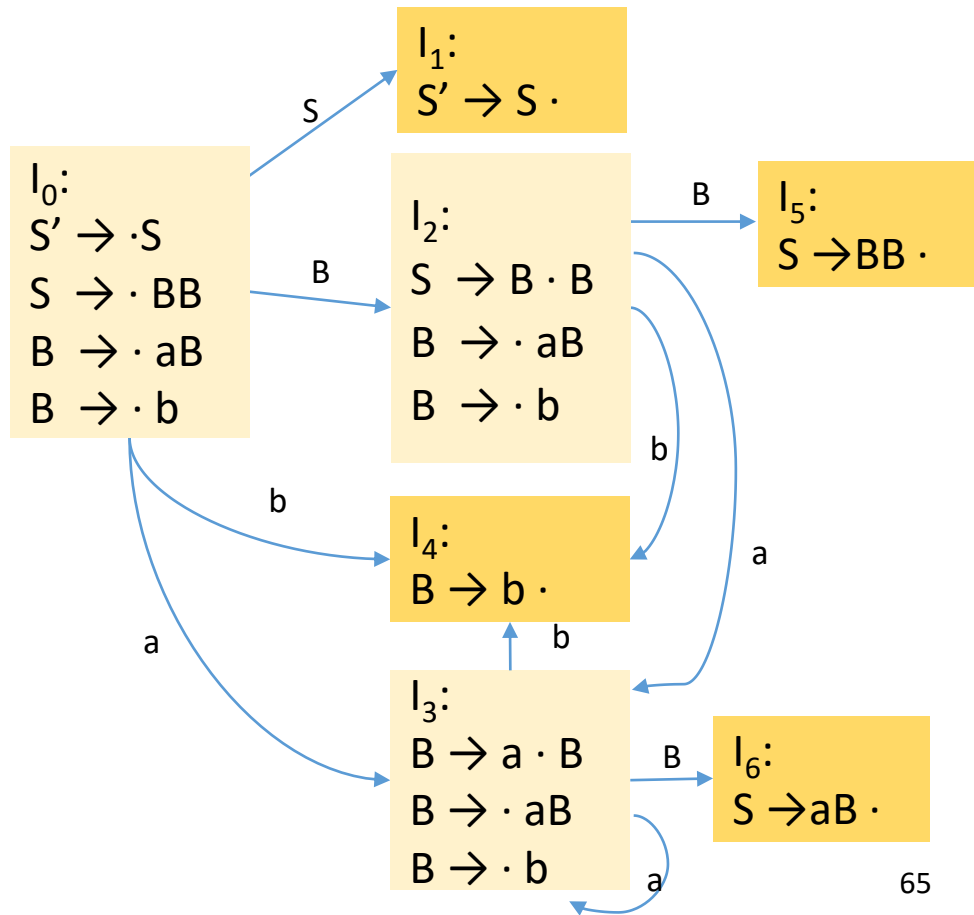 I₁:
S’ → S ·
S
I₀:
S’ → ·S
S → · BB
B → · aB
B → · b
B
I₂:
S → B · B
B → · aB
B → · b
B
I₅:
S →BB ·
b
a
b
I₄:
B → b ·
a
b
I₃:
B → a · B
B → · aB
B → · b
B
I₆:
S →aB ·
a
65